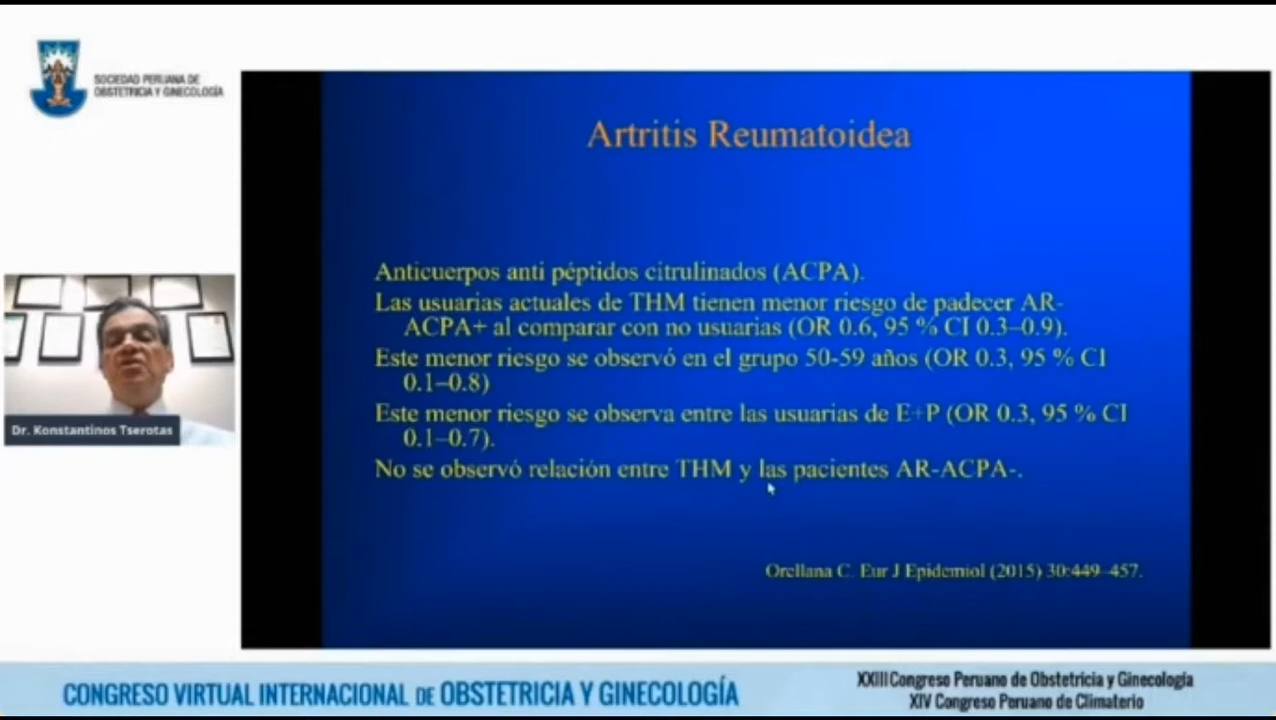 SOCIEDAD PERUANA DE
OBSTETRICIA Y GINECOLOGÍA
Artritis Reumatoidea
Anticuerpos anti péptidos citrulinados (ACPA).
Las usuarias actuales de THM tienen menor riesgo de padecer AR-
ACPA+ al comparar con no usuarias (OR 0.6, 95 % CI 0.3–0.9).
Este menor riesgo se observó en el grupo 50-59 años (OR 0.3, 95 % CI
0.1–0.8)
Este menor riesgo se observa entre las usuarias de E+P (OR 0.3, 95 % CI
0.1–0.7).
No se observó relación entre THM y las pacientes AR-ACPA-.
Orellana C. Eur J Epidemiol (2015) 30:449–457.
Dr. Konstantinos Tserotas
CONGRESO VIRTUAL INTERNACIONAL DE OBSTETRICIA Y GINECOLOGÍA
XXIII Congreso Peruano de Obstetricia y Ginecología
XIV Congreso Peruano de Climaterio